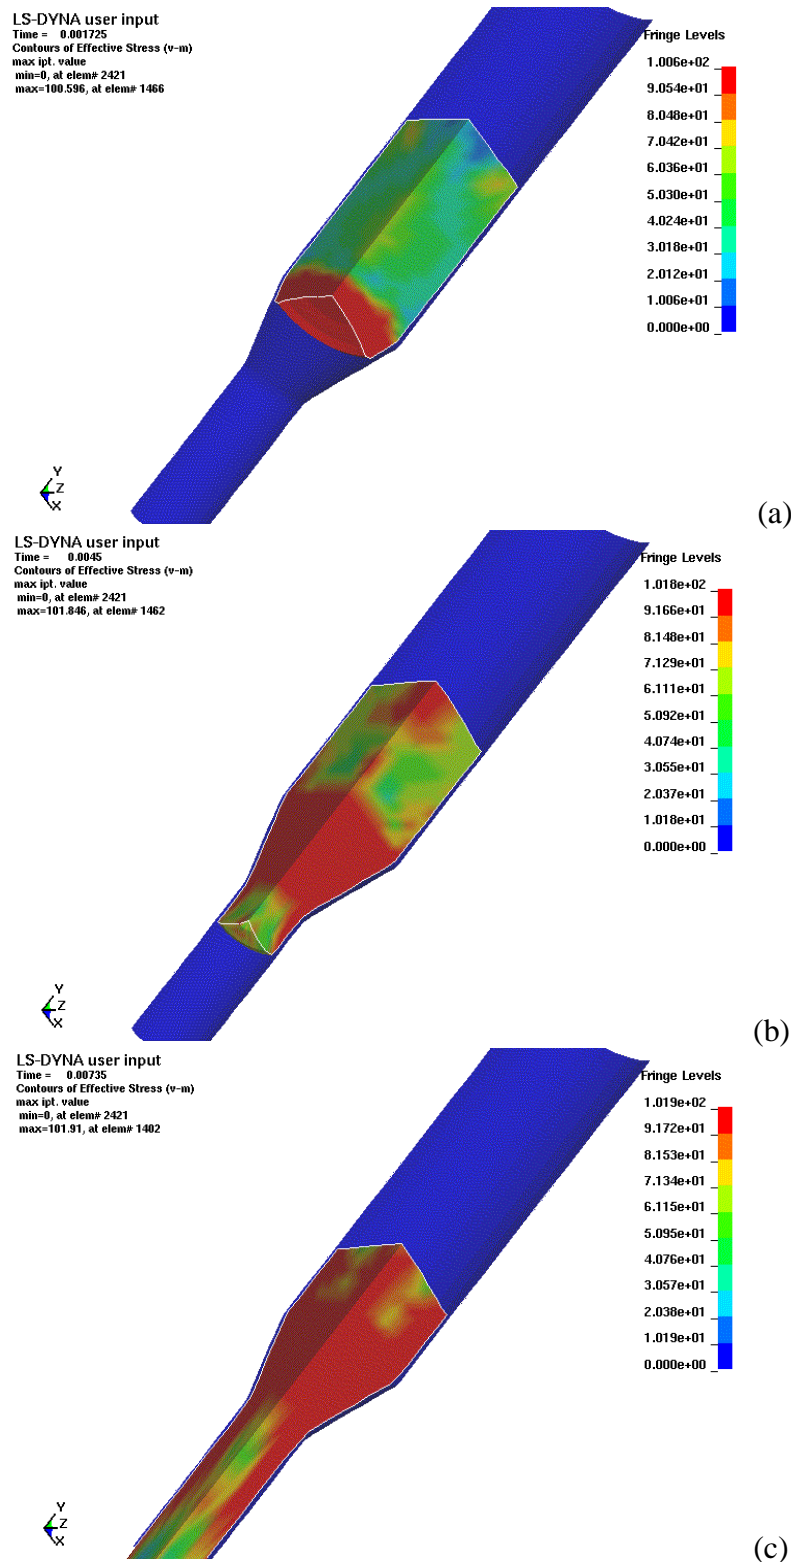 LS-DYNA user input
Time = 0.001725
Contours of Effective Stress (v-m)
max ipt. value
min=0, at elem# 2421
max=100.596, at elem# 1466
Fringe Levels
1.006e+02
9.054e+01
8.048e+01
7.042e+01
6.036e+01
5.030e+01
4.024e+01
3.018e+01
2.012e+01
1.006e+01
0.000e+00
Y
Z
X
(a)
LS-DYNA user input
Time = 0.0045
Contours of Effective Stress (v-m)
max ipt. value
min=0, at elem# 2421
max=101.846, at elem# 1462
Fringe Levels
1.018e+02
9.166e+01
8.148e+01
7.129e+01
6.111e+01
5.092e+01
4.074e+01
3.055e+01
2.037e+01
1.018e+01
0.000e+00
Y
Z
X
(b)
LS-DYNA user input
Time = 0.00735
Contours of Effective Stress (v-m)
max ipt. value
min=0, at elem# 2421
max=101.91, at elem# 1402
Fringe Levels
1.019e+02
9.172e+01
8.153e+01
7.134e+01
6.115e+01
5.095e+01
4.076e+01
3.057e+01
2.038e+01
1.019e+01
0.000e+00
Y
Z
X
(c)